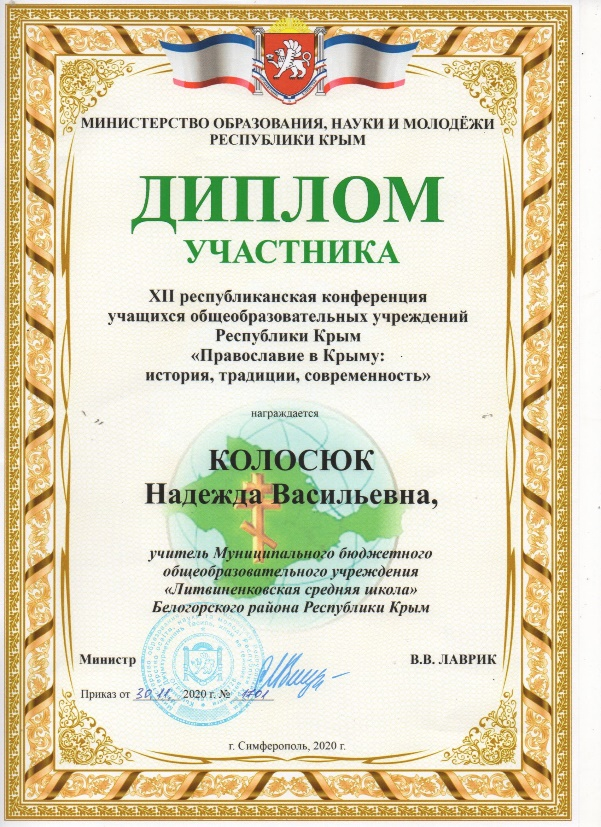 МИНИСТЕРСТВО ОБРАЗОВАНИЯ, НАУКИ И МОЛОДЁЖИ
РЕСПУБЛИКИ КРЫМ
ДИПЛОМ
УЧАСТНИКА
XII республиканская конференция
учащихся общеобразовательных учреждений
Республики Крым
«Православие в Крыму:
история, традиции, современность»
награждается
КОЛОСЮК
Надежда Васильевна,
учитель Муниципального бюджетного
общеобразовательного учреждения
«Литвиненковская средняя школа»
Белогорского района Республики Крым
Министр В.В. ЛАВРИК
Приказ от 30.11. 2020 г. № 1701
г. Симферополь, 2020 г.